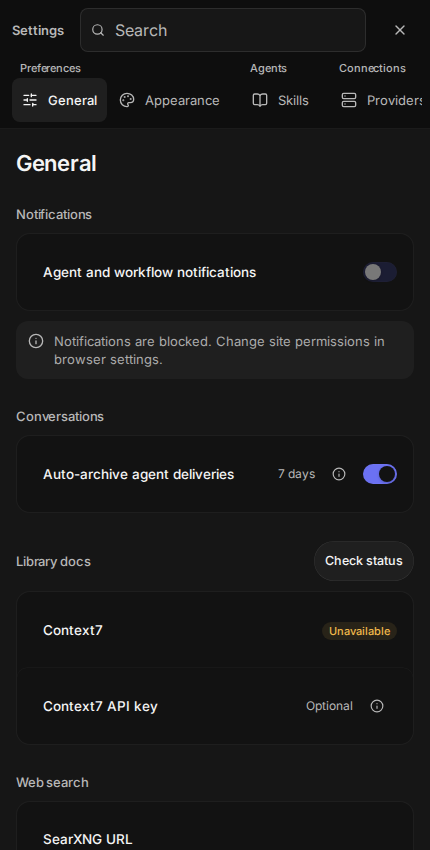 Settings
Search
Preferences
Agents
Connections
General
Appearance
Skills
Providers
General
Notifications
Agent and workflow notifications
Notifications are blocked. Change site permissions in
browser settings.
Conversations
Auto-archive agent deliveries
7 days
Library docs
Check status
Context7
Unavailable
Context7 API key
Optional
Web search
SearXNG URL